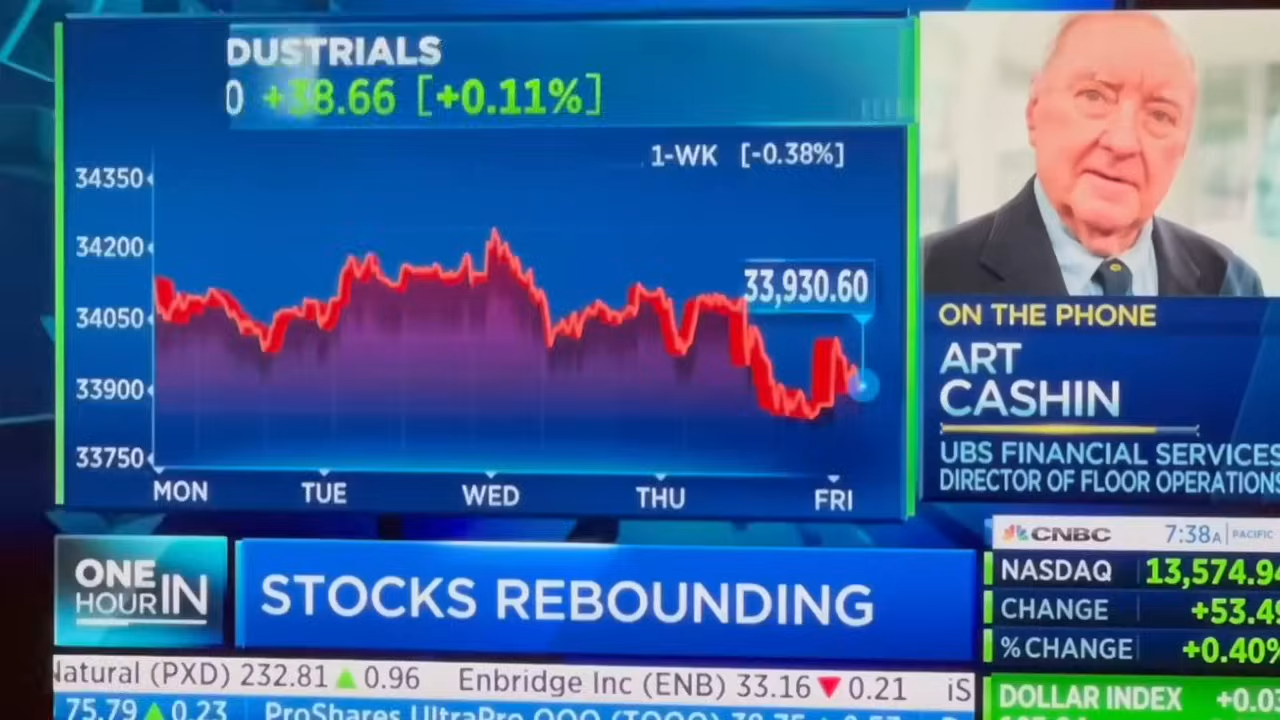 DUSTRIALS
0 +38.66 [+0.11%]
1-WK [-0.38%]
34350
34200
34050
33900
33750
33,930.60
MON TUE WED THU FRI
ON THE PHONE
ART
CASHIN
UBS FINANCIAL SERVICES
DIRECTOR OF FLOOR OPERATIONS
ONE
HOUR IN
STOCKS REBOUNDING
CNBC 7:38A PACIFIC
NASDAQ 13,574.94
CHANGE +53.49
% CHANGE +0.40%
DOLLAR INDEX +0.03
Natural (PXD) 232.81 ▲ 0.96 Enbridge Inc (ENB) 33.16 ▼ 0.21 iS
75.79 ▲ 0.23 ProShares UltraPro